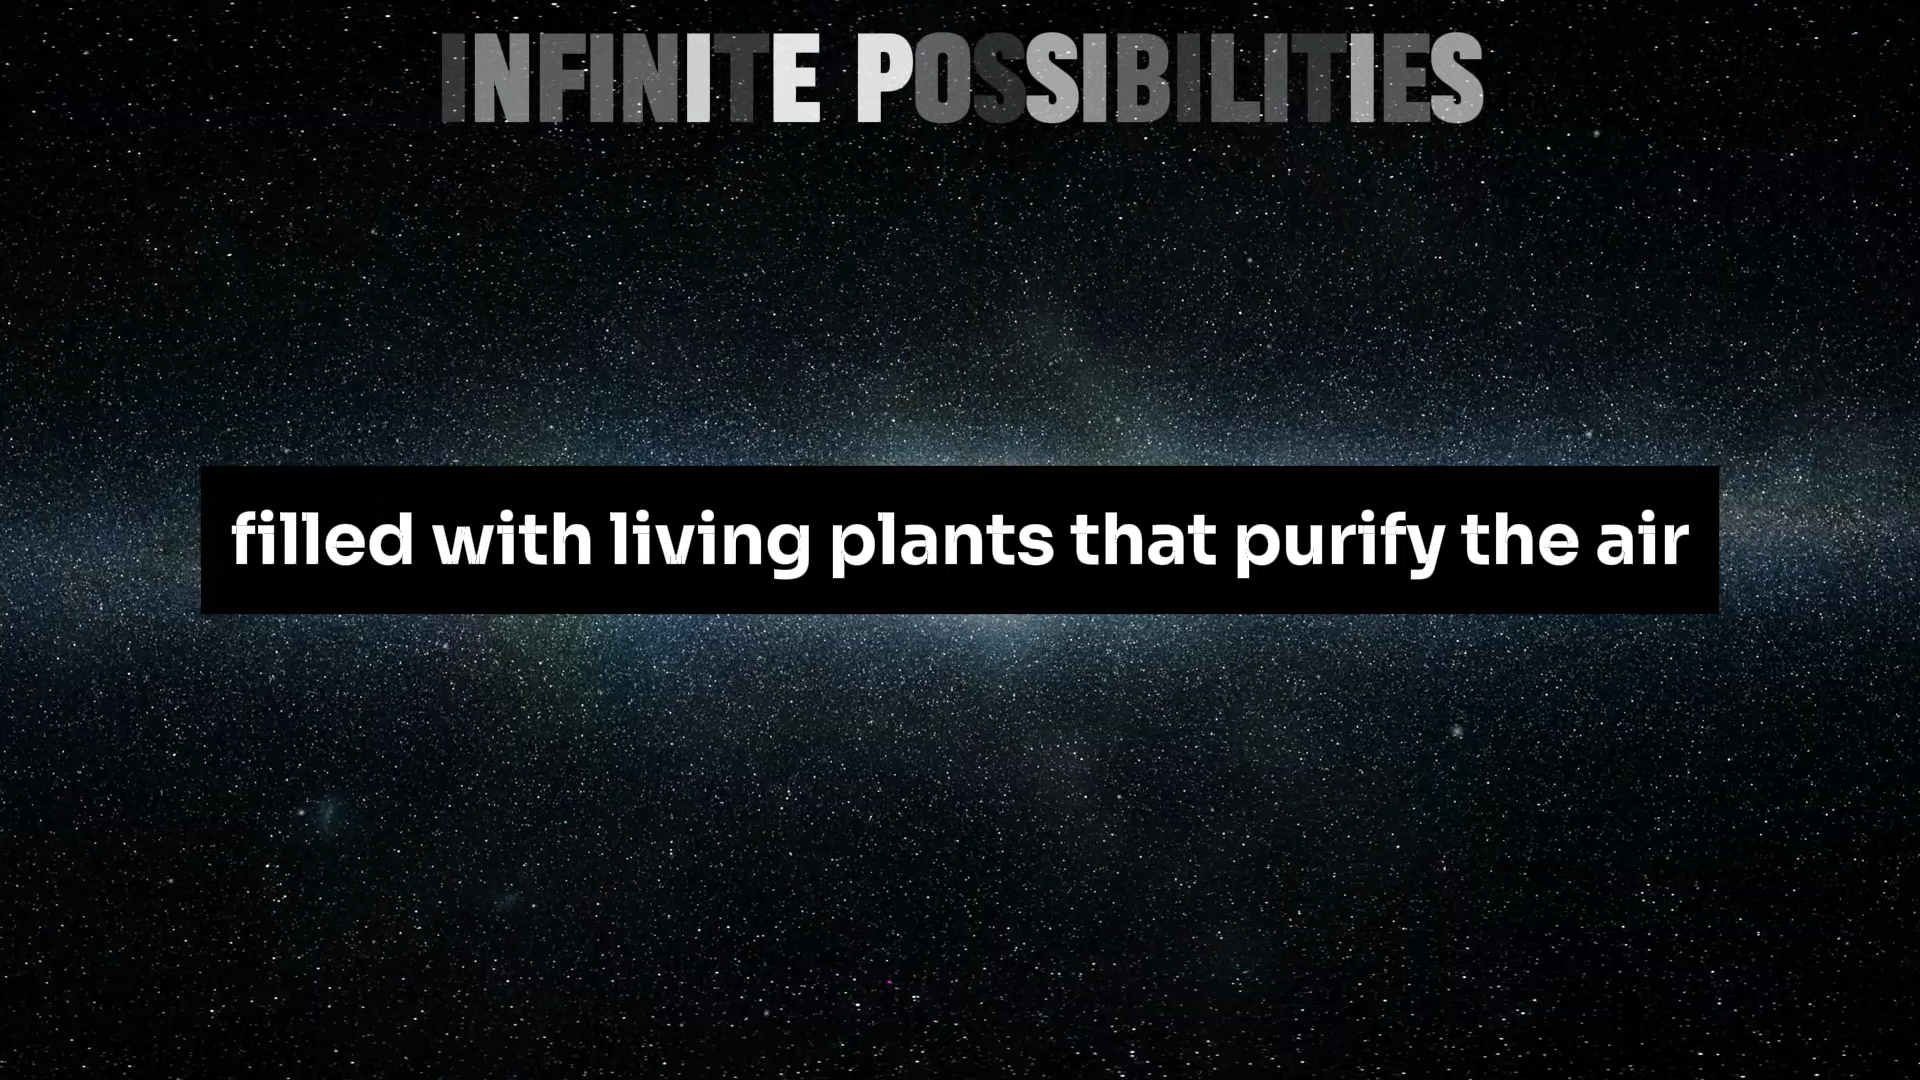 INFINITE POSSIBILITIES
filled with living plants that purify the air